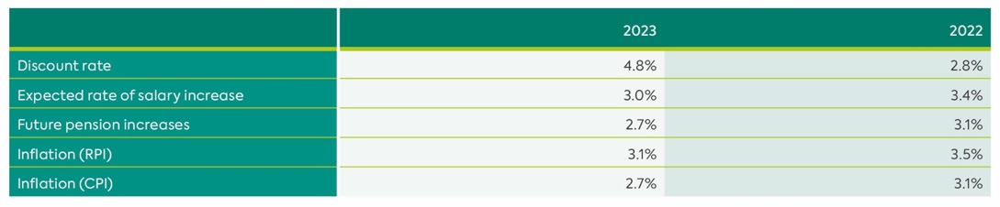 2023 2022
Discount rate 4.8% 2.8%
Expected rate of salary increase 3.0% 3.4%
Future pension increases 2.7% 3.1%
Inflation (RPI) 3.1% 3.5%
Inflation (CPI) 2.7% 3.1%